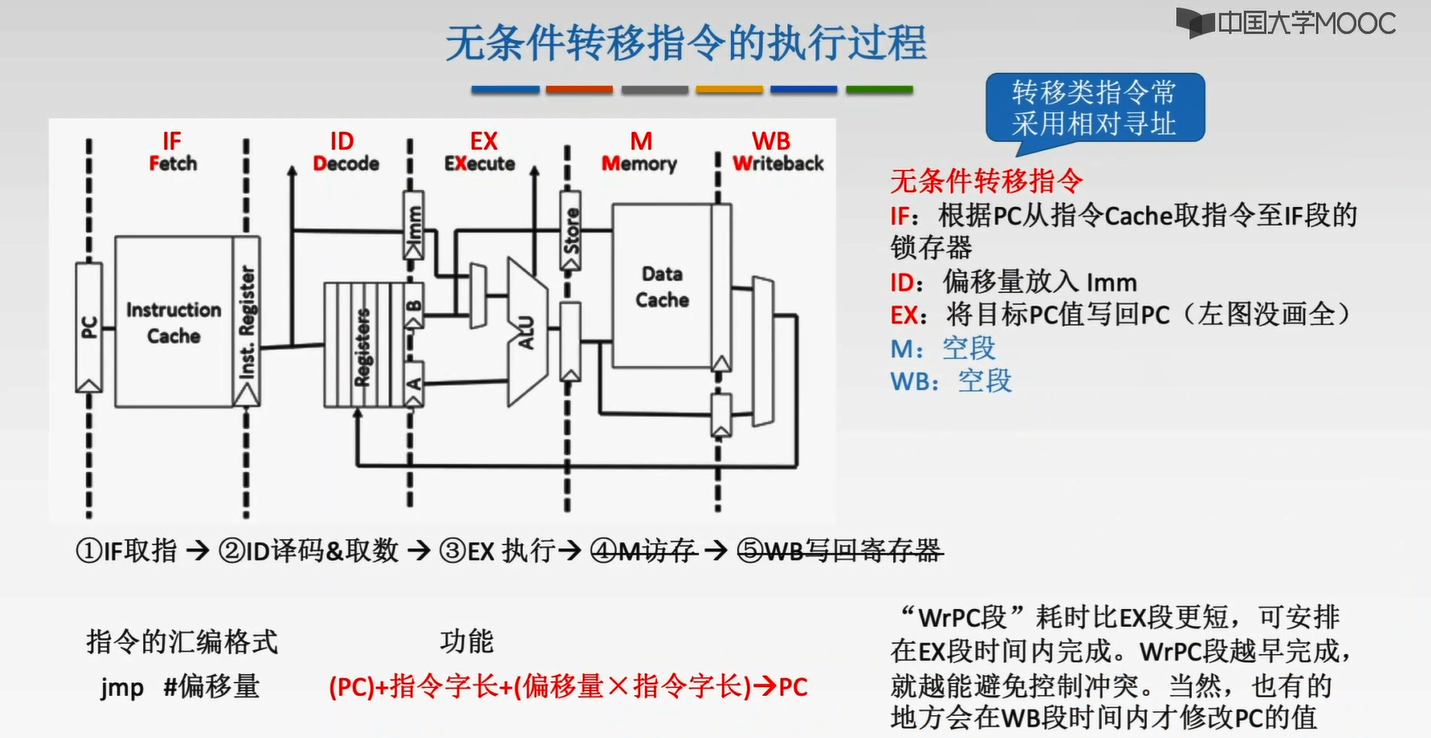 中国大学MOOC
无条件转移指令的执行过程
转移类指令常
采用相对寻址
IF
ID
EX
M
WB
Fetch
Decode
EXecute
Memory
Writeback
PC
Instruction
Cache
Inst. Register
Registers
Imm
B
A
ALU
Store
Data
Cache
无条件转移指令
IF：根据PC从指令Cache取指令至IF段的
锁存器
ID：偏移量放入 Imm
EX：将目标PC值写回PC（左图没画全）
M：空段
WB：空段
①IF取指 → ②ID译码&取数 → ③EX 执行→ ④M访存 → ⑤WB写回寄存器
指令的汇编格式
功能
jmp #偏移量
(PC)+指令字长+(偏移量×指令字长)→PC
“WrPC段”耗时比EX段更短，可安排
在EX段时间内完成。WrPC段越早完成，
就越能避免控制冲突。当然，也有的
地方会在WB段时间内才修改PC的值